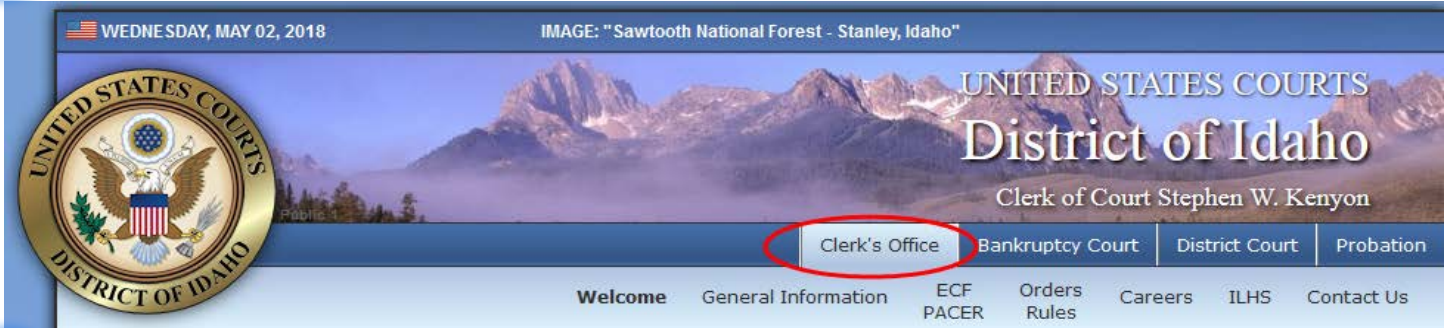 WEDNESDAY, MAY 02, 2018
IMAGE: "Sawtooth National Forest - Stanley, Idaho"
UNITED STATES COURTS
DISTRICT OF IDAHO
UNITED STATES COURTS
District of Idaho
Clerk of Court Stephen W. Kenyon
Public 1
Clerk's Office Bankruptcy Court District Court Probation
Welcome General Information ECF PACER Orders Rules Careers ILHS Contact Us